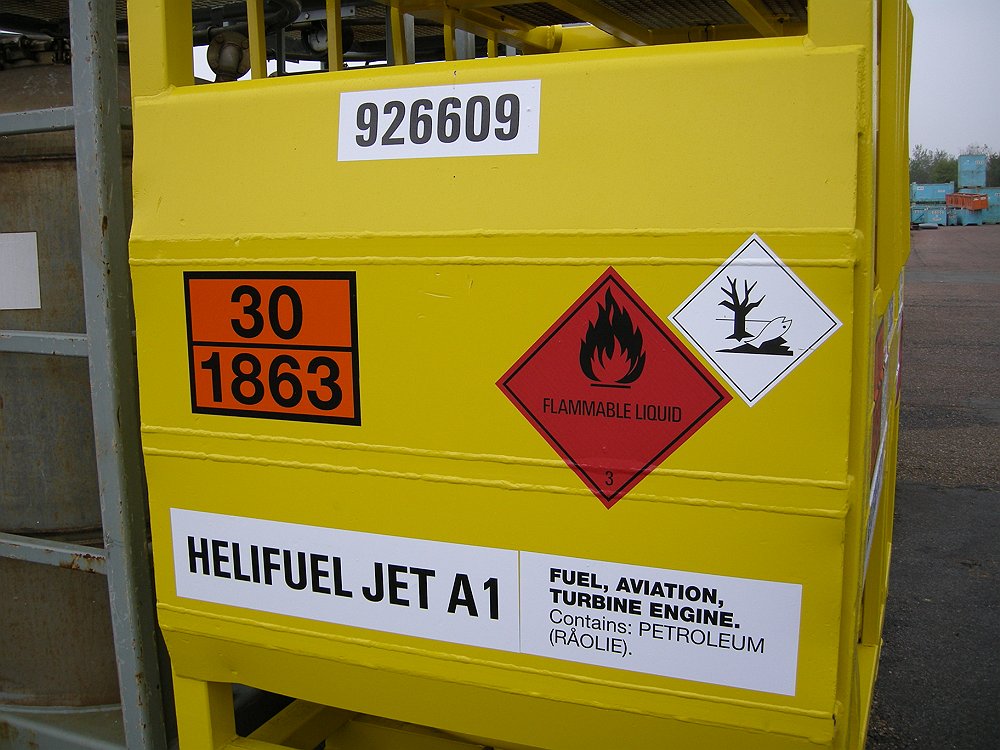 926609
30
1863
FLAMMABLE LIQUID
3
HELIFUEL JET A1
FUEL, AVIATION,
TURBINE ENGINE.
Contains: PETROLEUM
(RÅOLIE).